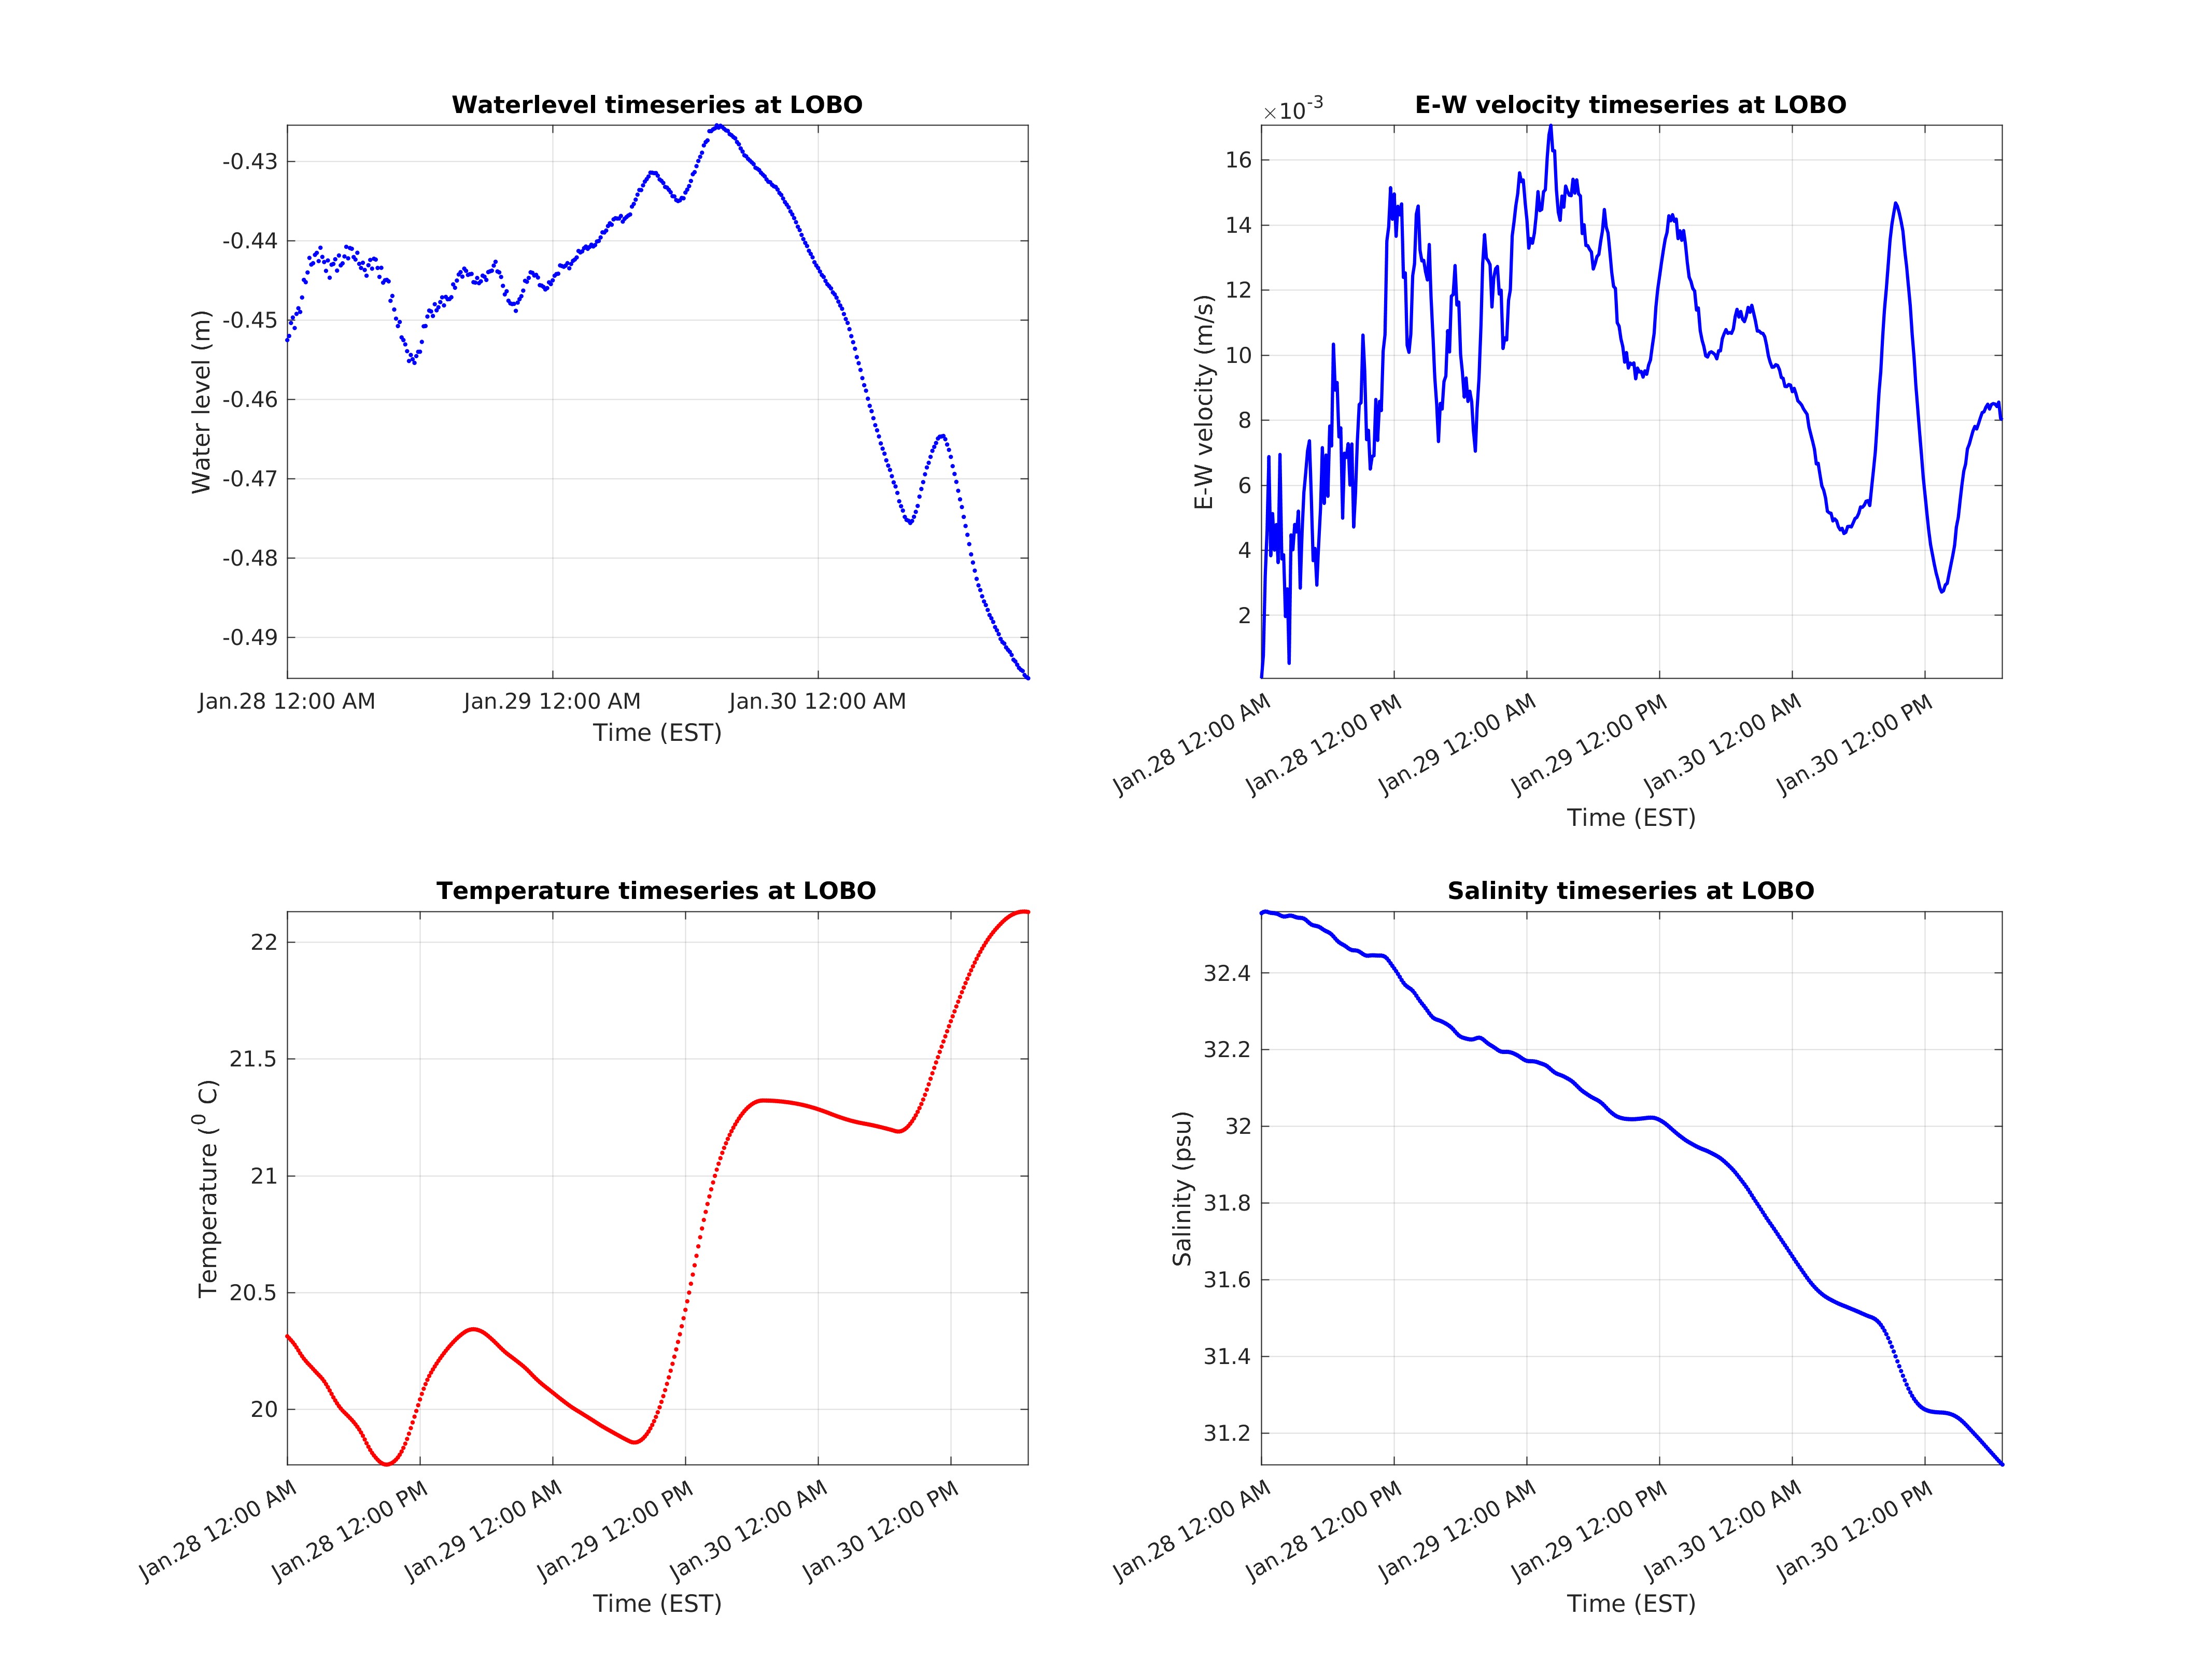 Waterlevel timeseries at LOBO
-0.43
-0.44
-0.45
-0.46
-0.47
-0.48
-0.49
Water level (m)
Jan.28 12:00 AM
Jan.29 12:00 AM
Jan.30 12:00 AM
Time (EST)
E-W velocity timeseries at LOBO
×10-3
16
14
12
10
8
6
4
2
E-W velocity (m/s)
Jan.28 12:00 AM
Jan.28 12:00 PM
Jan.29 12:00 AM
Jan.29 12:00 PM
Jan.30 12:00 AM
Jan.30 12:00 PM
Time (EST)
Temperature timeseries at LOBO
22
21.5
21
20.5
20
Temperature (0 C)
Jan.28 12:00 AM
Jan.28 12:00 PM
Jan.29 12:00 AM
Jan.29 12:00 PM
Jan.30 12:00 AM
Jan.30 12:00 PM
Time (EST)
Salinity timeseries at LOBO
32.4
32.2
32
31.8
31.6
31.4
31.2
Salinity (psu)
Jan.28 12:00 AM
Jan.28 12:00 PM
Jan.29 12:00 AM
Jan.29 12:00 PM
Jan.30 12:00 AM
Jan.30 12:00 PM
Time (EST)